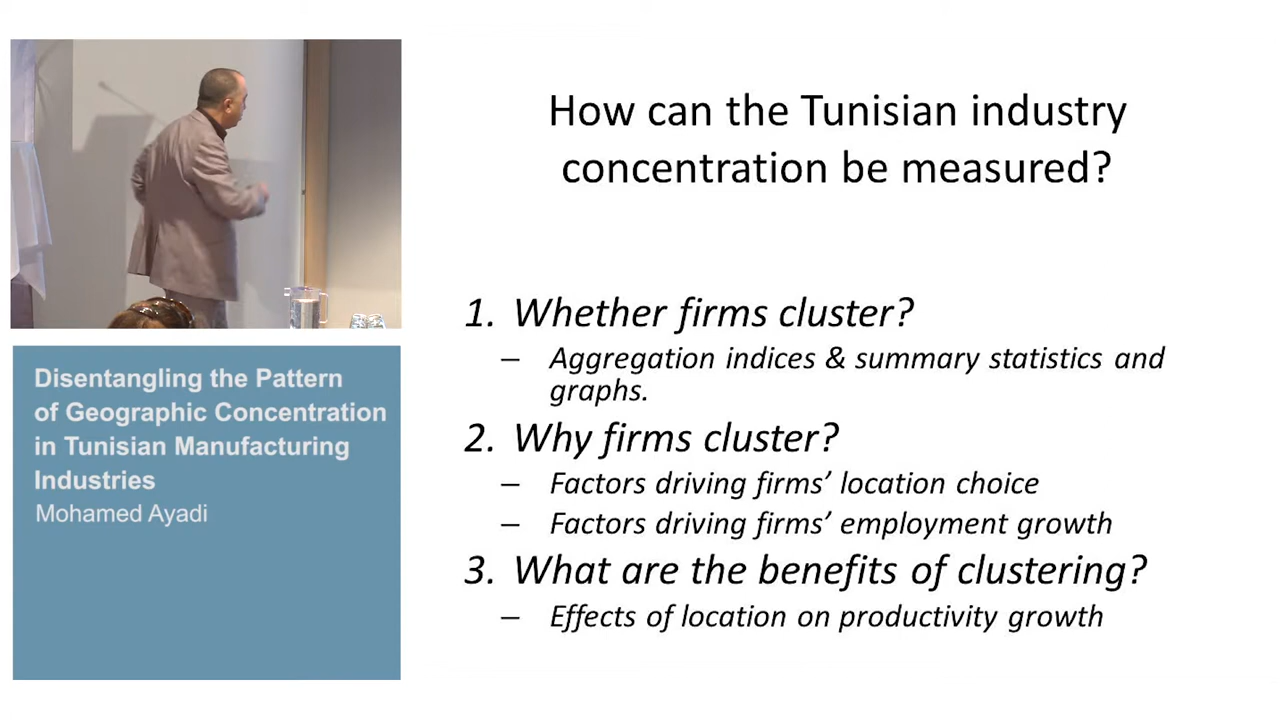 How can the Tunisian industry
concentration be measured?
1. Whether firms cluster?
– Aggregation indices & summary statistics and
graphs.
2. Why firms cluster?
– Factors driving firms’ location choice
– Factors driving firms’ employment growth
3. What are the benefits of clustering?
– Effects of location on productivity growth
Disentangling the Pattern
of Geographic Concentration
in Tunisian Manufacturing
Industries
Mohamed Ayadi